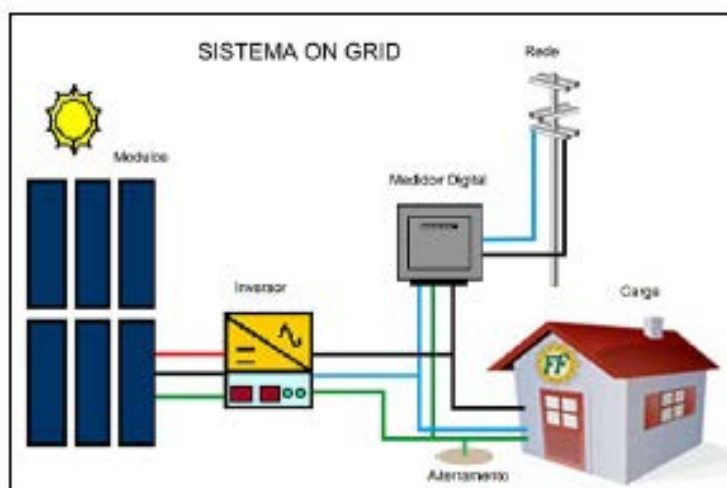 SISTEMA ON GRID
Rede
Modulos
Medidor Digital
Inversor
Carga
FF
Aterramento